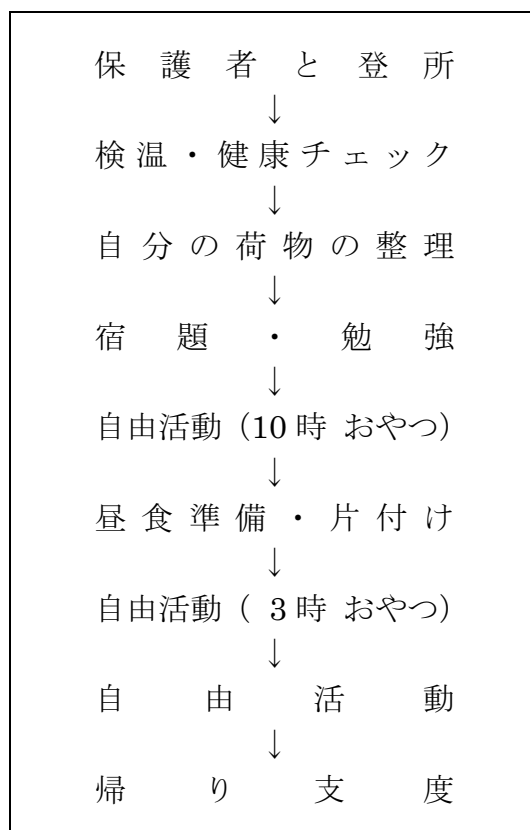 保護者と登所
↓
検温・健康チェック
↓
自分の荷物の整理
↓
宿題・勉強
↓
自由活動（10時 おやつ）
↓
昼食準備・片付け
↓
自由活動（ 3時 おやつ）
↓
自由活動
↓
帰り支度